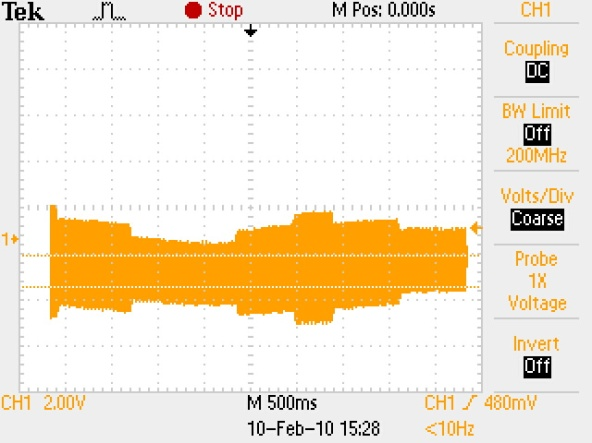 Tek Stop M Pos: 0.000s CH1
Coupling
DC
BW Limit
Off
200MHz
Volts/Div
Coarse
1
Probe
1X
Voltage
Invert
Off
CH1 2.00V M 500ms CH1 480mV
10-Feb-10 15:28 <10Hz